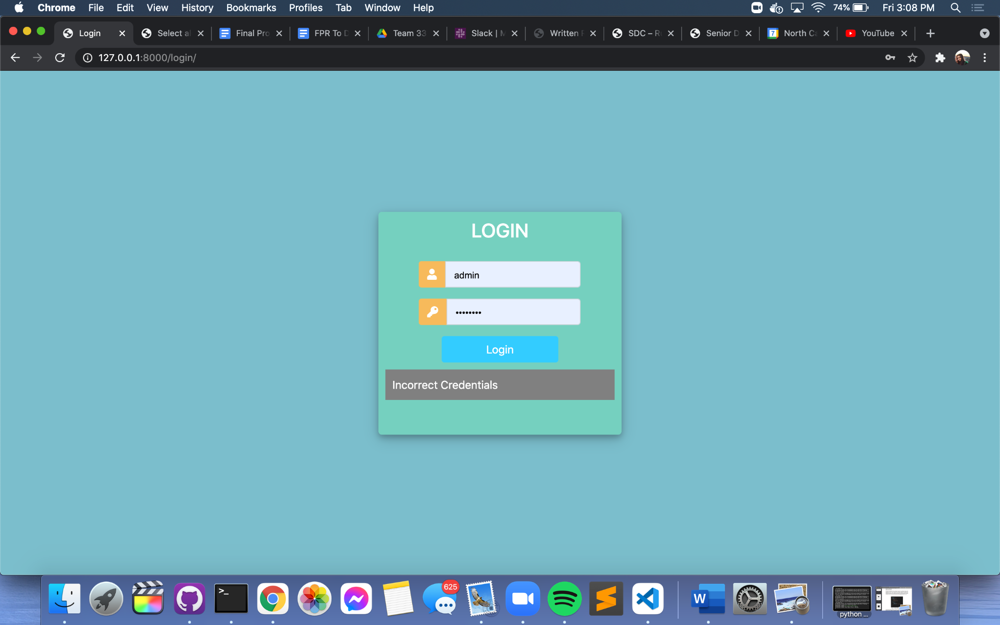 Chrome File Edit View History Bookmarks Profiles Tab Window Help 74% Fri 3:08 PM
Login Select al Final Pro FPR To D Team 33 Slack | M Written SDC – Ru 7 North Ca YouTube
Senior D
127.0.0.1:8000/login/
LOGIN
admin
••••••••
Login
Incorrect Credentials
625
>_
W
python ...